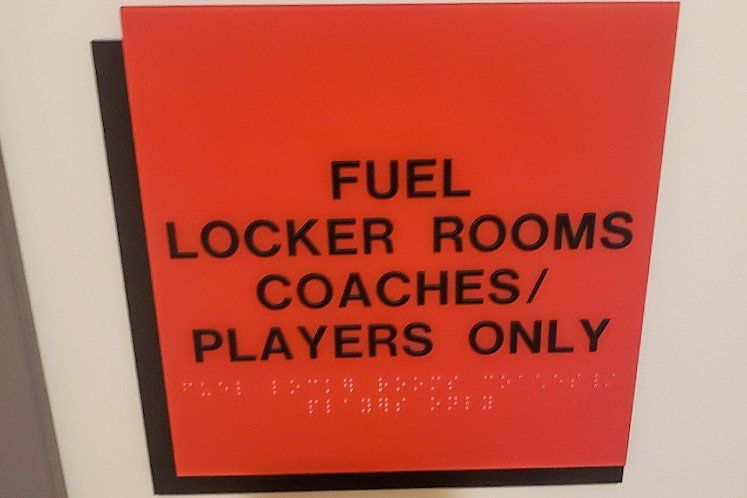 FUEL
LOCKER ROOMS
COACHES/
PLAYERS ONLY